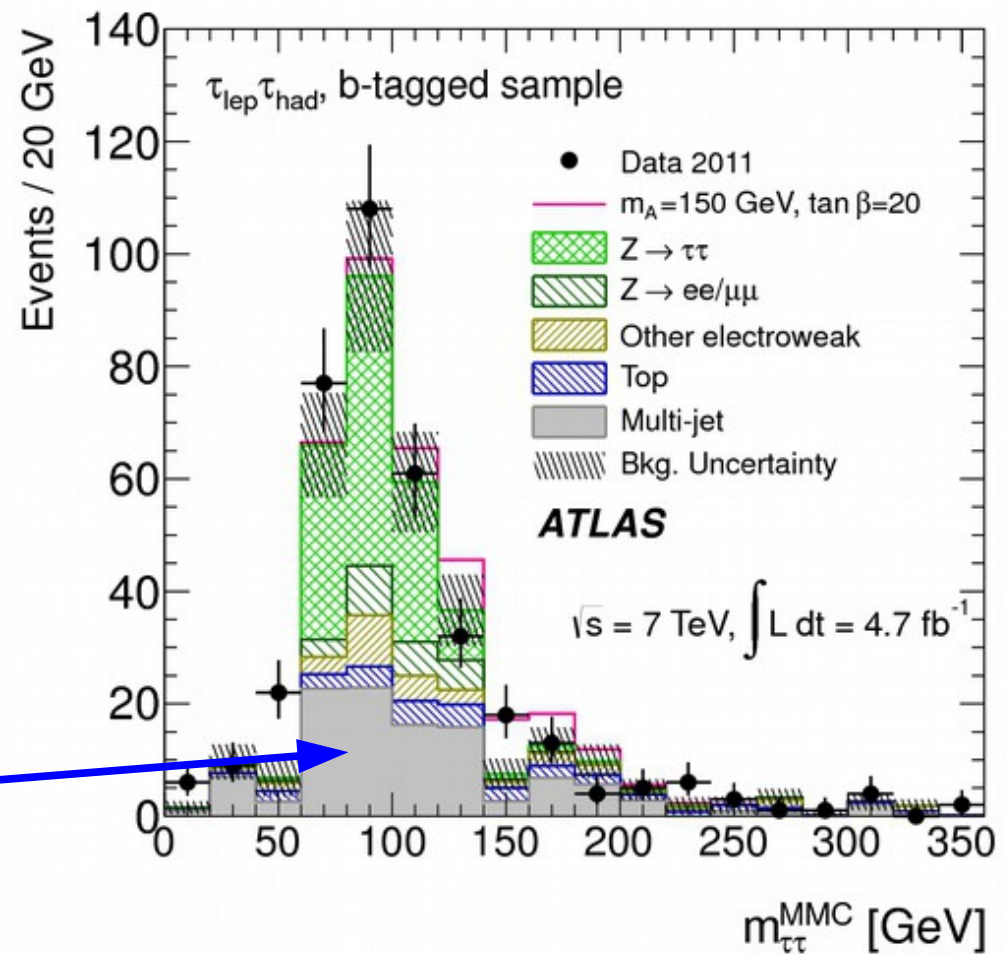 Events / 20 GeV
140
120
100
80
60
40
20
0
τlepτhad, b-tagged sample
Data 2011
mA=150 GeV, tan β=20
Z → ττ
Z → ee/μμ
Other electroweak
Top
Multi-jet
Bkg. Uncertainty
ATLAS
√s = 7 TeV, ∫ L dt = 4.7 fb⁻¹
0 50 100 150 200 250 300 350
mττ^MMC [GeV]